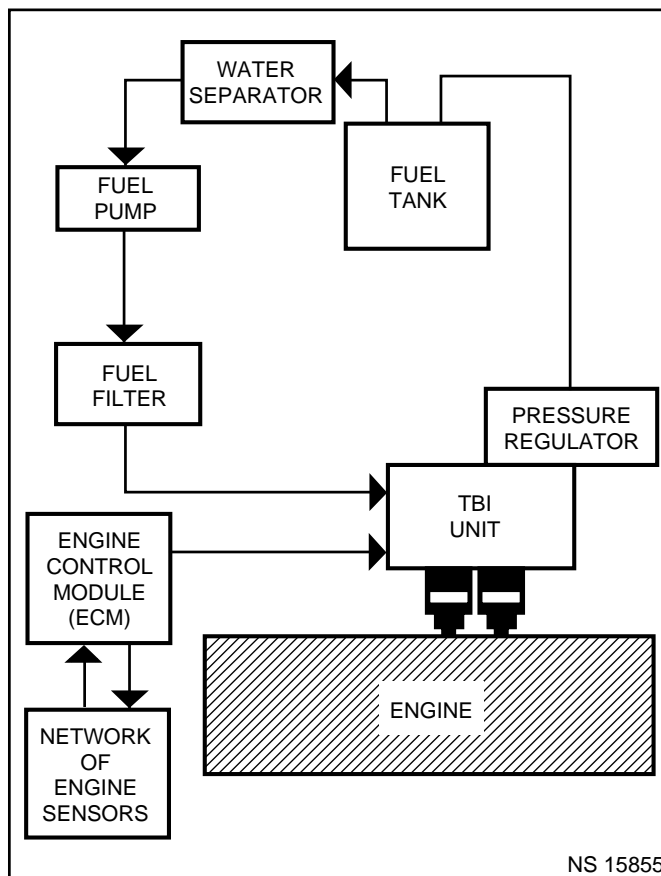 WATER
SEPARATOR
FUEL
TANK
FUEL
PUMP
FUEL
FILTER
PRESSURE
REGULATOR
TBI
UNIT
ENGINE
CONTROL
MODULE
(ECM)
ENGINE
NETWORK
OF
ENGINE
SENSORS
NS 15855